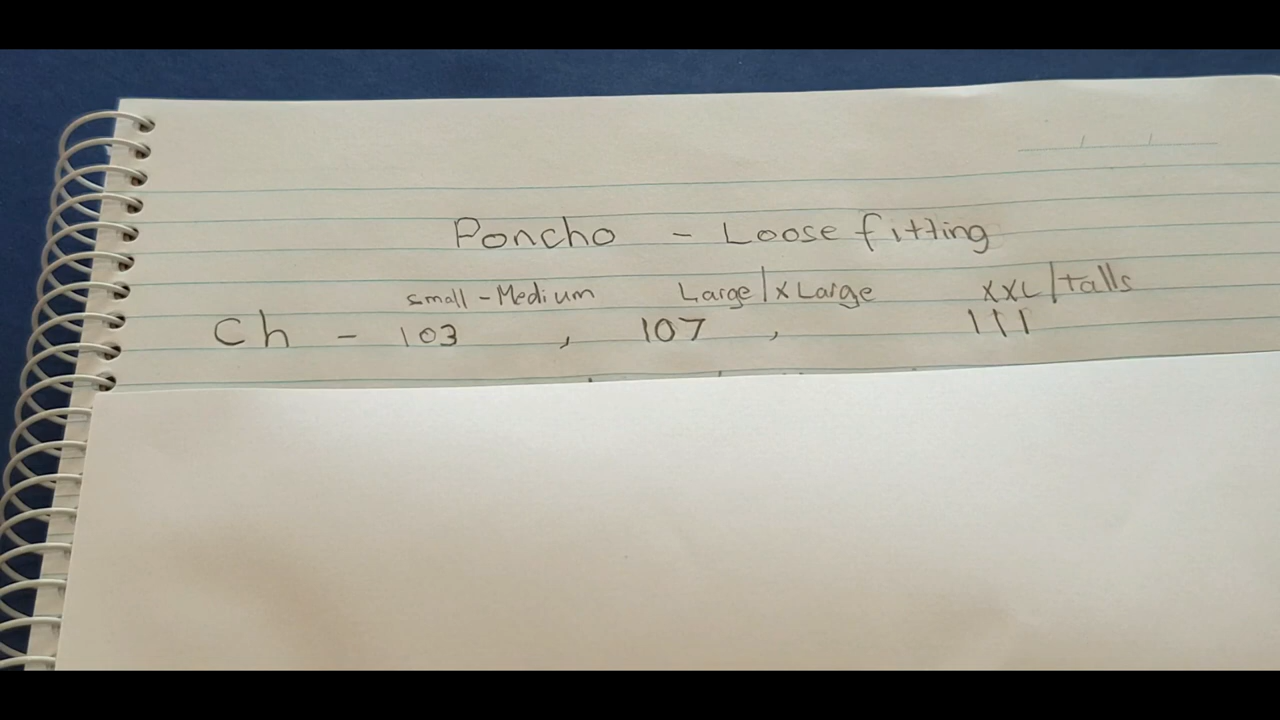 Poncho - Loose fitting
Small - Medium Large/x Large XXL/talls
Ch - 103 , 107 , 111